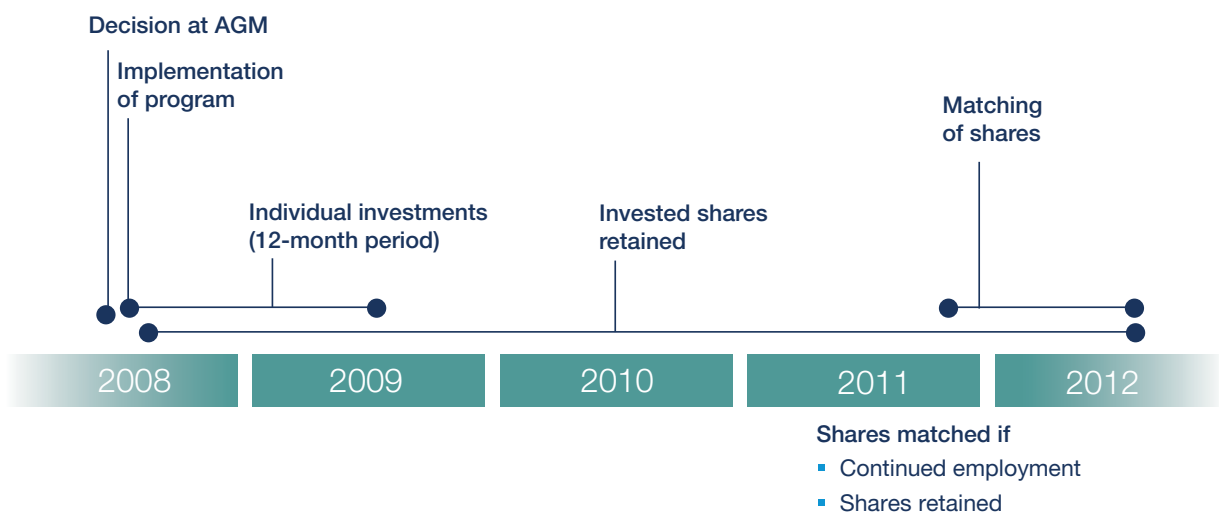 Decision at AGM
Implementation
of program
Matching
of shares
Individual investments
(12-month period)
Invested shares
retained
2008
2009
2010
2011
2012
Shares matched if
Continued employment
Shares retained